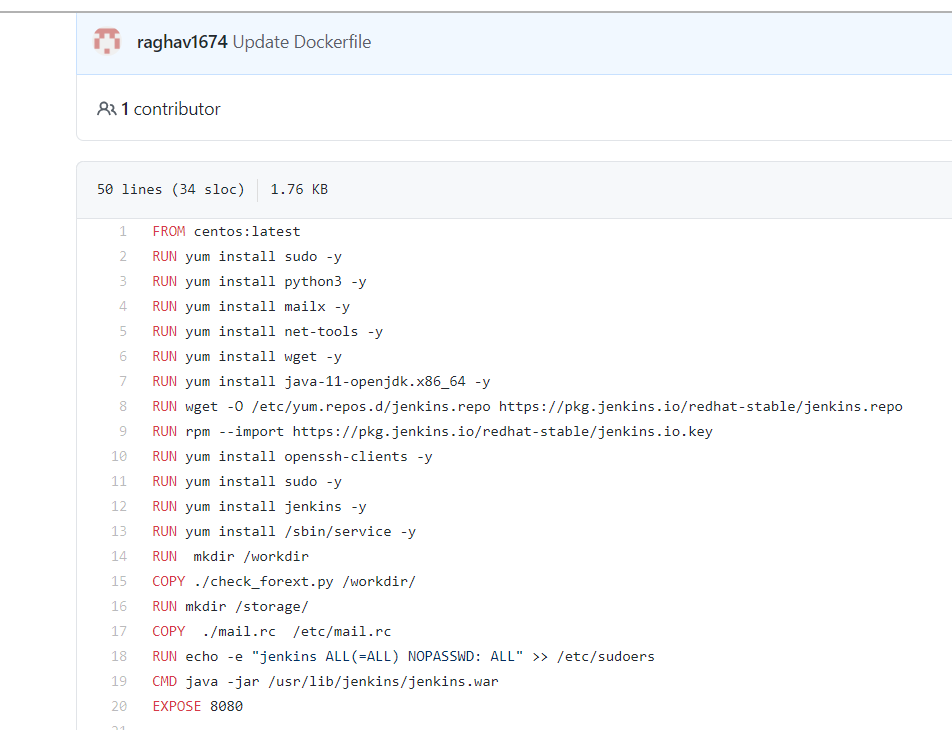 raghav1674 Update Dockerfile
1 contributor
50 lines (34 sloc) 1.76 KB
1 FROM centos:latest
2 RUN yum install sudo -y
3 RUN yum install python3 -y
4 RUN yum install mailx -y
5 RUN yum install net-tools -y
6 RUN yum install wget -y
7 RUN yum install java-11-openjdk.x86_64 -y
8 RUN wget -O /etc/yum.repos.d/jenkins.repo https://pkg.jenkins.io/redhat-stable/jenkins.repo
9 RUN rpm --import https://pkg.jenkins.io/redhat-stable/jenkins.io.key
10 RUN yum install openssh-clients -y
11 RUN yum install sudo -y
12 RUN yum install jenkins -y
13 RUN yum install /sbin/service -y
14 RUN  mkdir /workdir
15 COPY ./check_forext.py /workdir/
16 RUN mkdir /storage/
17 COPY  ./mail.rc  /etc/mail.rc
18 RUN echo -e "jenkins ALL(=ALL) NOPASSWD: ALL" >> /etc/sudoers
19 CMD java -jar /usr/lib/jenkins/jenkins.war
20 EXPOSE 8080